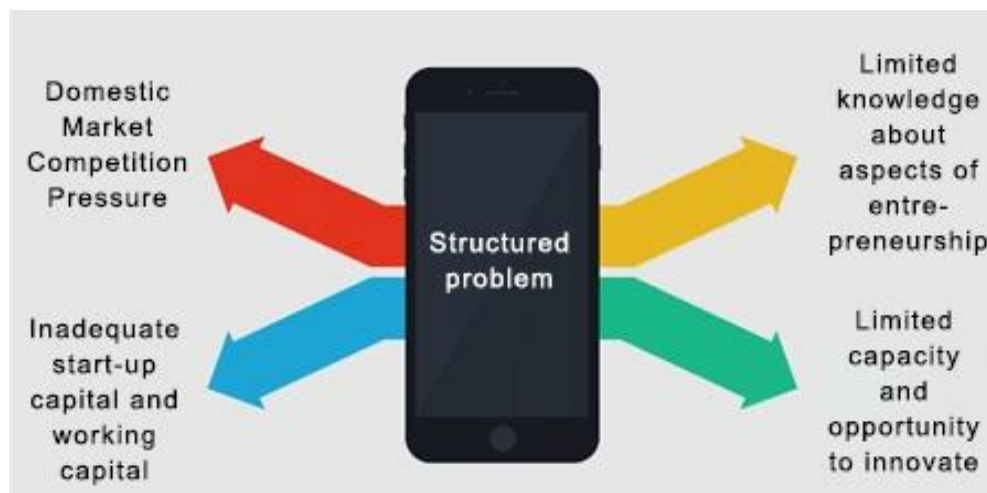 Domestic
Market
Competition
Pressure
Inadequate
start-up
capital and
working
capital
Structured
problem
Limited
knowledge
about
aspects of
entre-
preneurship
Limited
capacity
and
opportunity
to innovate